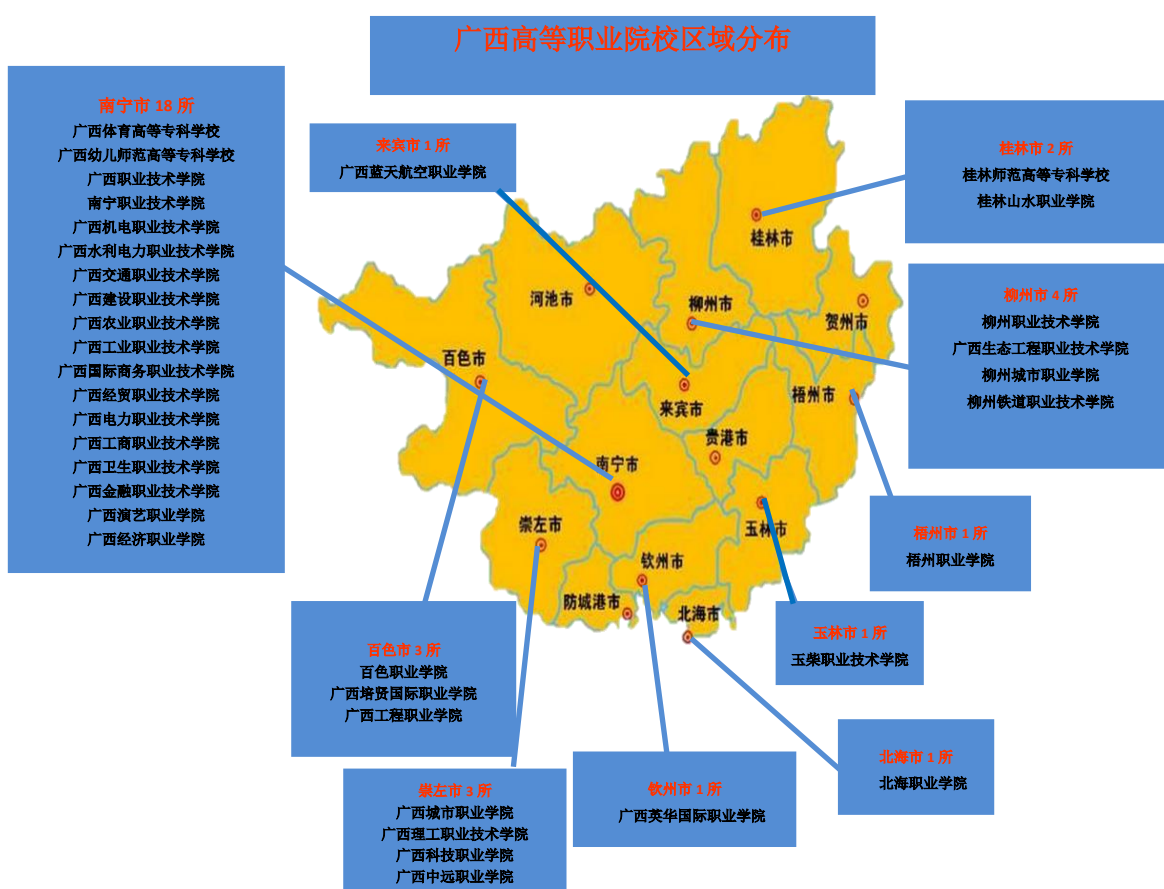 广西高等职业院校区域分布
南宁市 18 所
广西体育高等专科学校
广西幼儿师范高等专科学校
广西职业技术学院
南宁职业技术学院
广西机电职业技术学院
广西水利电力职业技术学院
广西交通职业技术学院
广西建设职业技术学院
广西农业职业技术学院
广西工业职业技术学院
广西国际商务职业技术学院
广西经贸职业技术学院
广西电力职业技术学院
广西工商职业技术学院
广西卫生职业技术学院
广西金融职业技术学院
广西演艺职业学院
广西经济职业学院
来宾市 1 所
广西蓝天航空职业学院
桂林市 2 所
桂林师范高等专科学校
桂林山水职业学院
柳州市 4 所
柳州职业技术学院
广西生态工程职业技术学院
柳州城市职业学院
柳州铁道职业技术学院
桂林市
河池市
柳州市
贺州市
百色市
来宾市
梧州市
贵港市
南宁市
崇左市
玉林市
钦州市
防城港市
北海市
梧州市 1 所
梧州职业学院
玉林市 1 所
玉柴职业技术学院
百色市 3 所
百色职业学院
广西培贤国际职业学院
广西工程职业学院
崇左市 3 所
广西城市职业学院
广西理工职业技术学院
广西科技职业学院
广西中远职业学院
钦州市 1 所
广西英华国际职业学院
北海市 1 所
北海职业学院